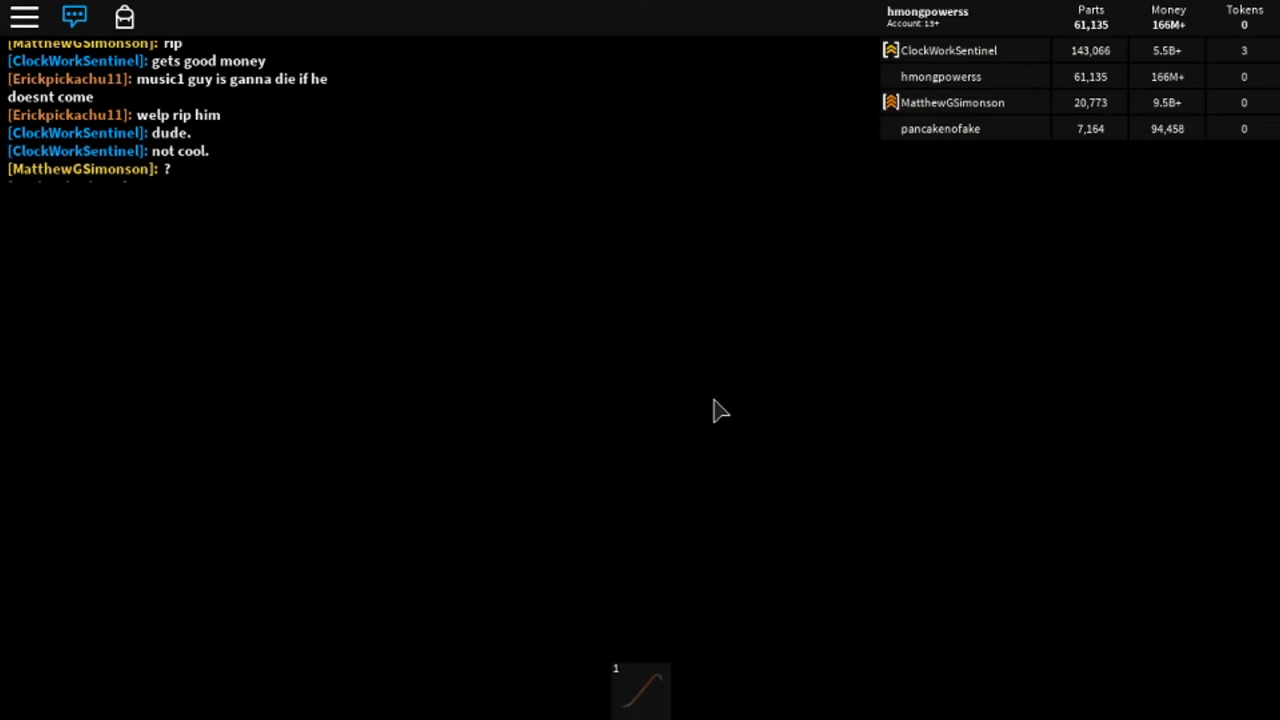 hmongpowerss
Account: 13+
Parts
61,135
Money
166M+
Tokens
0
[MatthewGSimonson]: rip
[ClockWorkSentinel]: gets good money
[Erickpickachu11]: music1 guy is ganna die if he
doesnt come
[Erickpickachu11]: welp rip him
[ClockWorkSentinel]: dude.
[ClockWorkSentinel]: not cool.
[MatthewGSimonson]: ?
ClockWorkSentinel 143,066 5.5B+ 3
hmongpowerss 61,135 166M+ 0
MatthewGSimonson 20,773 9.5B+ 0
pancakenofake 7,164 94,458 0
1